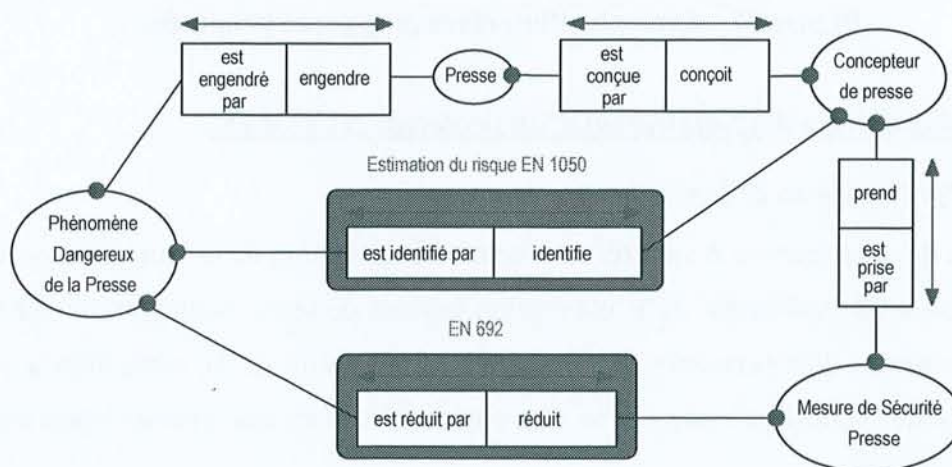 est
engendré
par
engendre
Presse
est
conçue
par
conçoit
Concepteur
de presse
Estimation du risque EN 1050
prend
Phénomène
Dangereux
de la Presse
est identifié par
identifie
est
prise
par
EN 692
est réduit par
réduit
Mesure de Sécurité
Presse